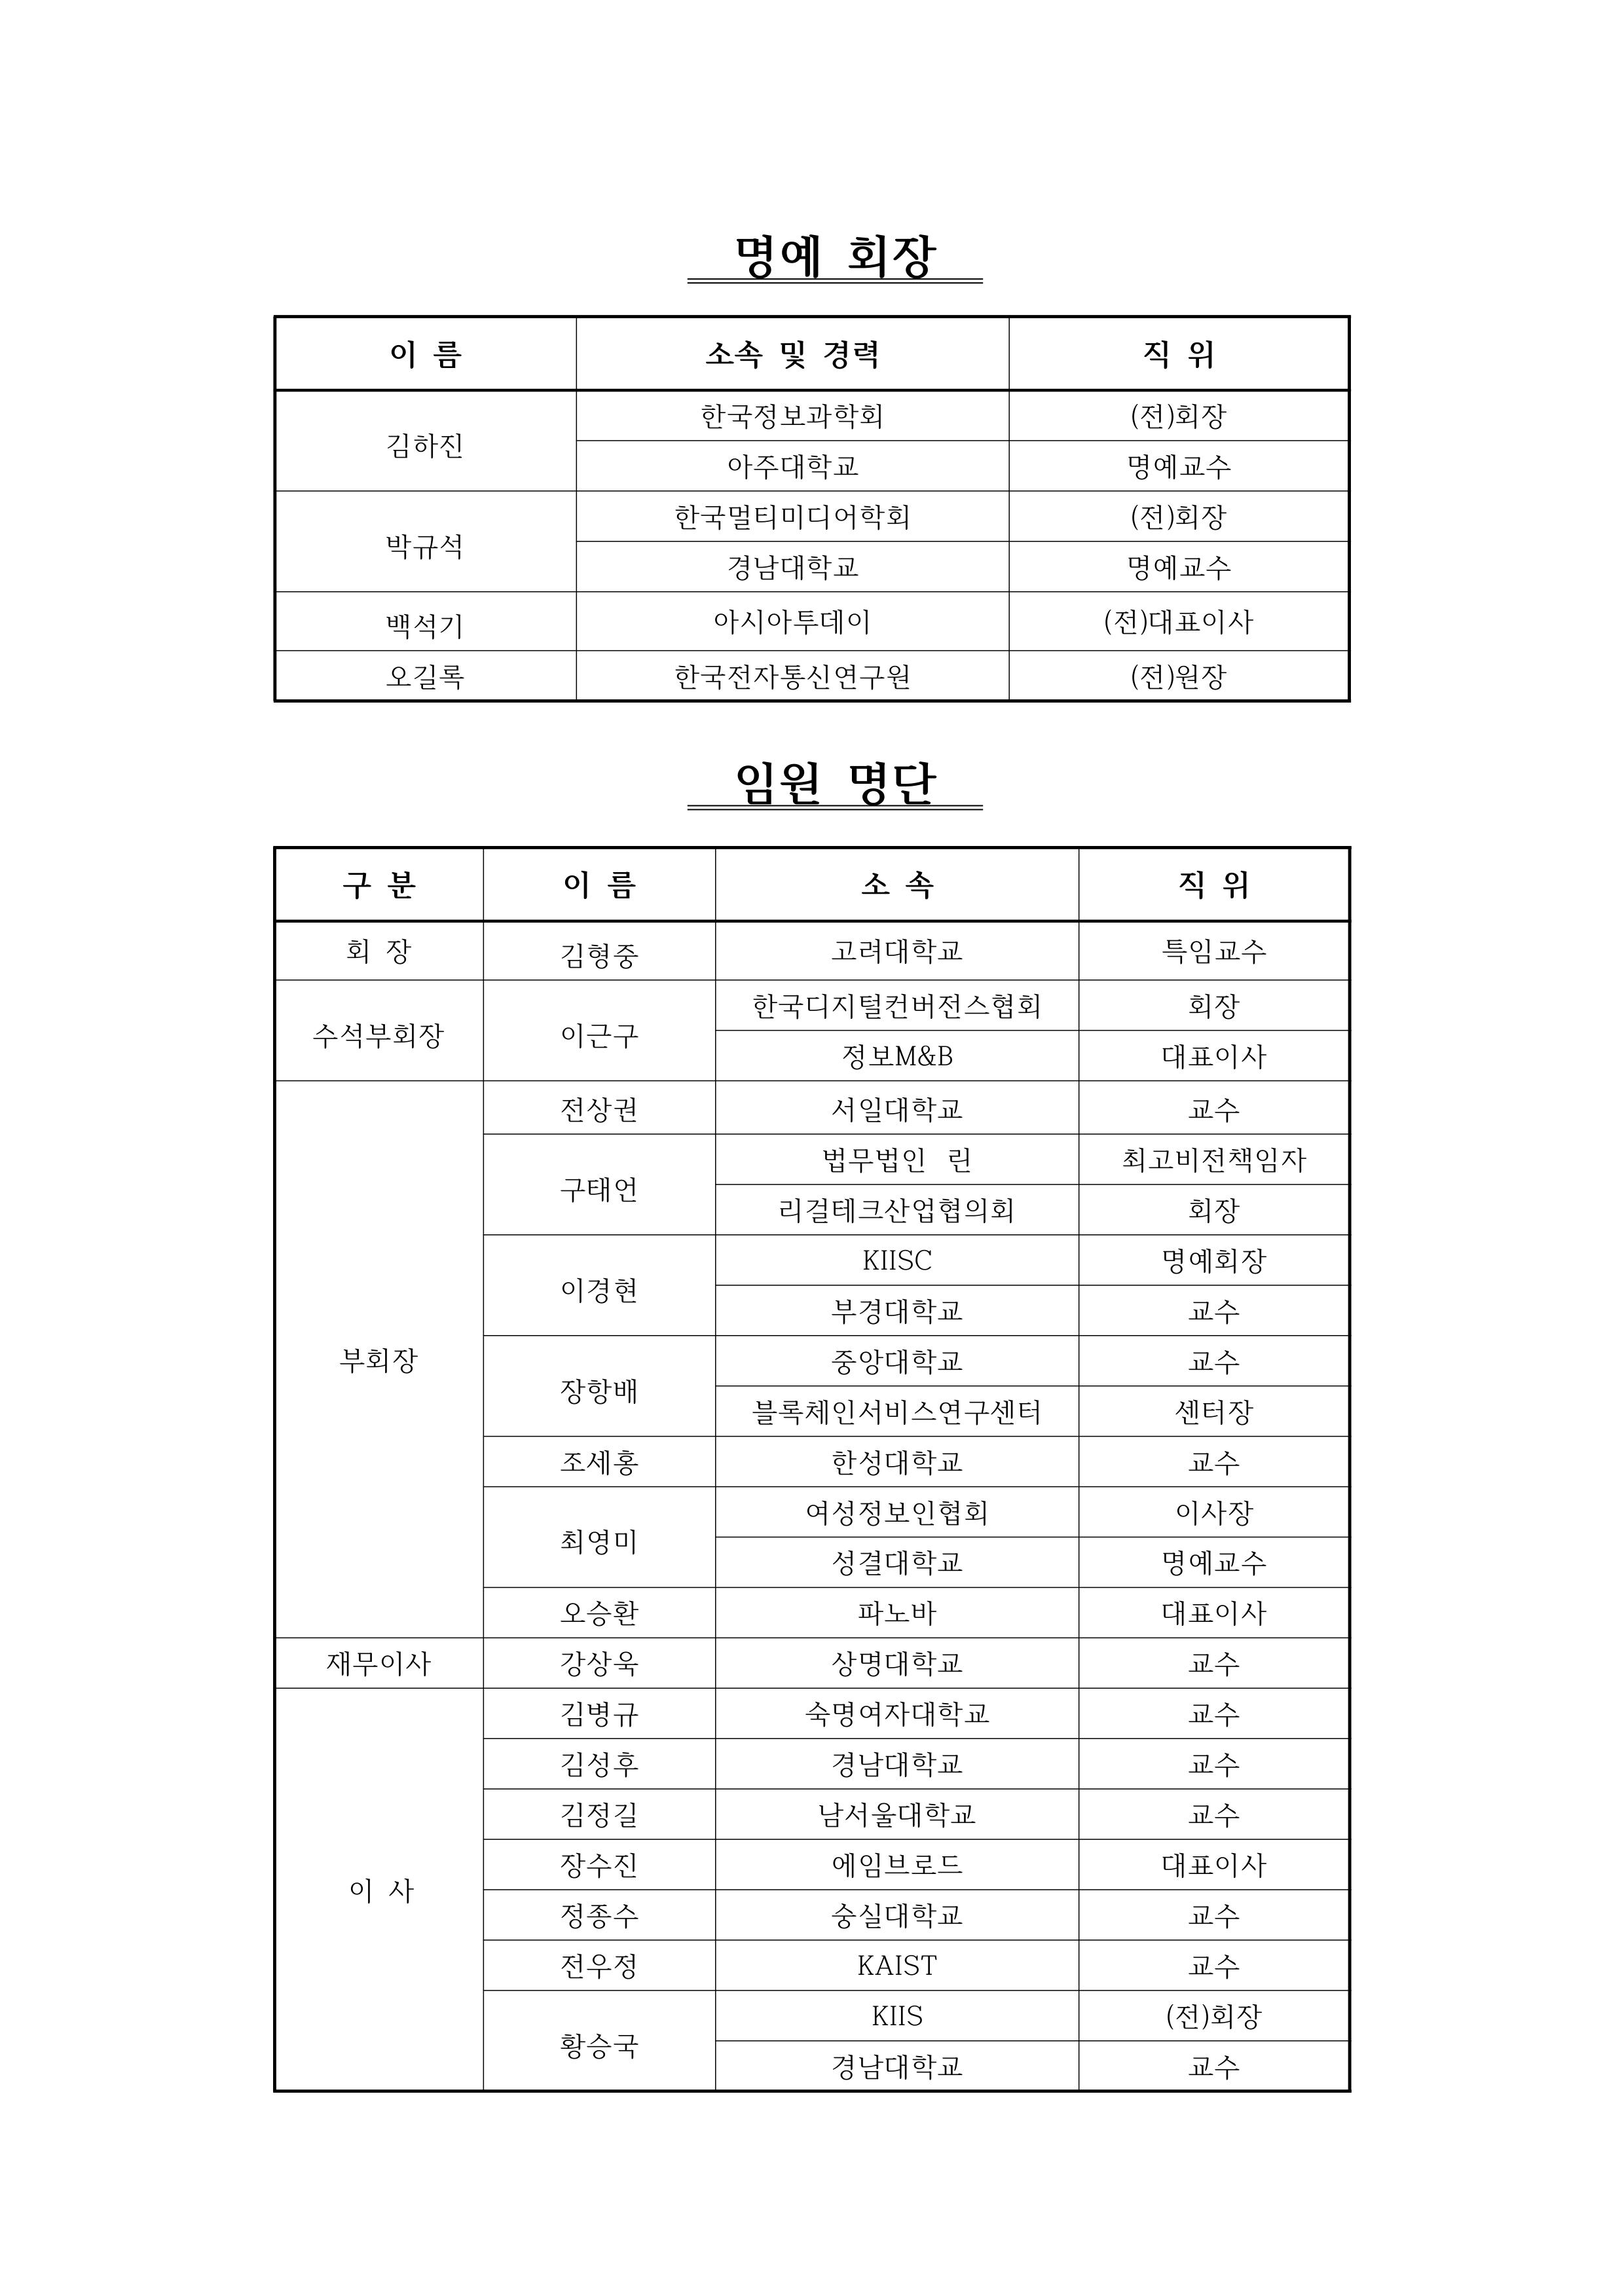 명예 회장
이 름 소속 및 경력 직 위
김하진 한국정보과학회 (전)회장
아주대학교 명예교수
박규석 한국멀티미디어학회 (전)회장
경남대학교 명예교수
백석기 아시아투데이 (전)대표이사
오길록 한국전자통신연구원 (전)원장
임원 명단
구 분 이 름 소 속 직 위
회 장 김형중 고려대학교 특임교수
수석부회장 이근구 한국디지털컨버전스협회 회장
정보M&B 대표이사
부회장 전상권 서일대학교 교수
구태언 법무법인 린 최고비전책임자
리걸테크산업협의회 회장
이경현 KIISC 명예회장
부경대학교 교수
장항배 중앙대학교 교수
블록체인서비스연구센터 센터장
조세홍 한성대학교 교수
최영미 여성정보인협회 이사장
성결대학교 명예교수
오승환 파노바 대표이사
재무이사 강상욱 상명대학교 교수
이 사 김병규 숙명여자대학교 교수
김성후 경남대학교 교수
김정길 남서울대학교 교수
장수진 에임브로드 대표이사
정종수 숭실대학교 교수
전우정 KAIST 교수
황승국 KIIS (전)회장
경남대학교 교수